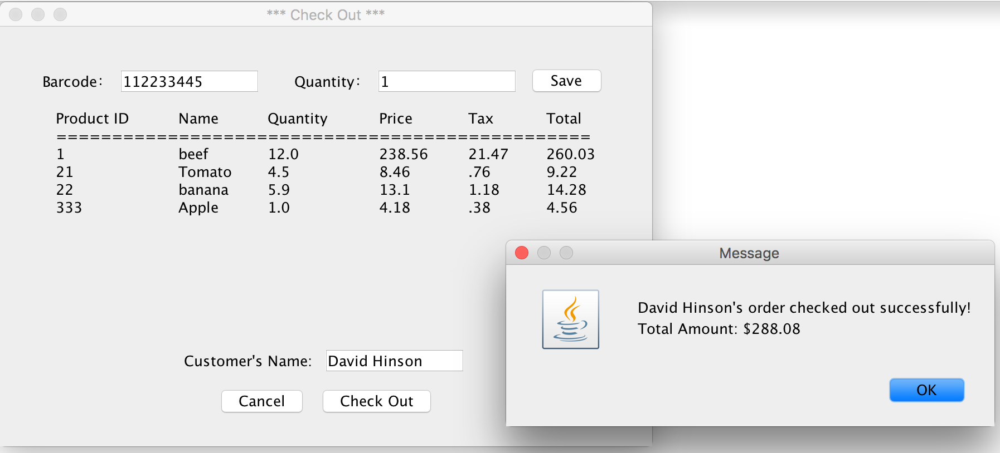 *** Check Out ***
Barcode: 112233445 Quantity: 1 Save
Product ID Name Quantity Price Tax Total
================================================
1 beef 12.0 238.56 21.47 260.03
21 Tomato 4.5 8.46 .76 9.22
22 banana 5.9 13.1 1.18 14.28
333 Apple 1.0 4.18 .38 4.56
Customer's Name: David Hinson
Cancel Check Out
Message
David Hinson's order checked out successfully!
Total Amount: $288.08
OK